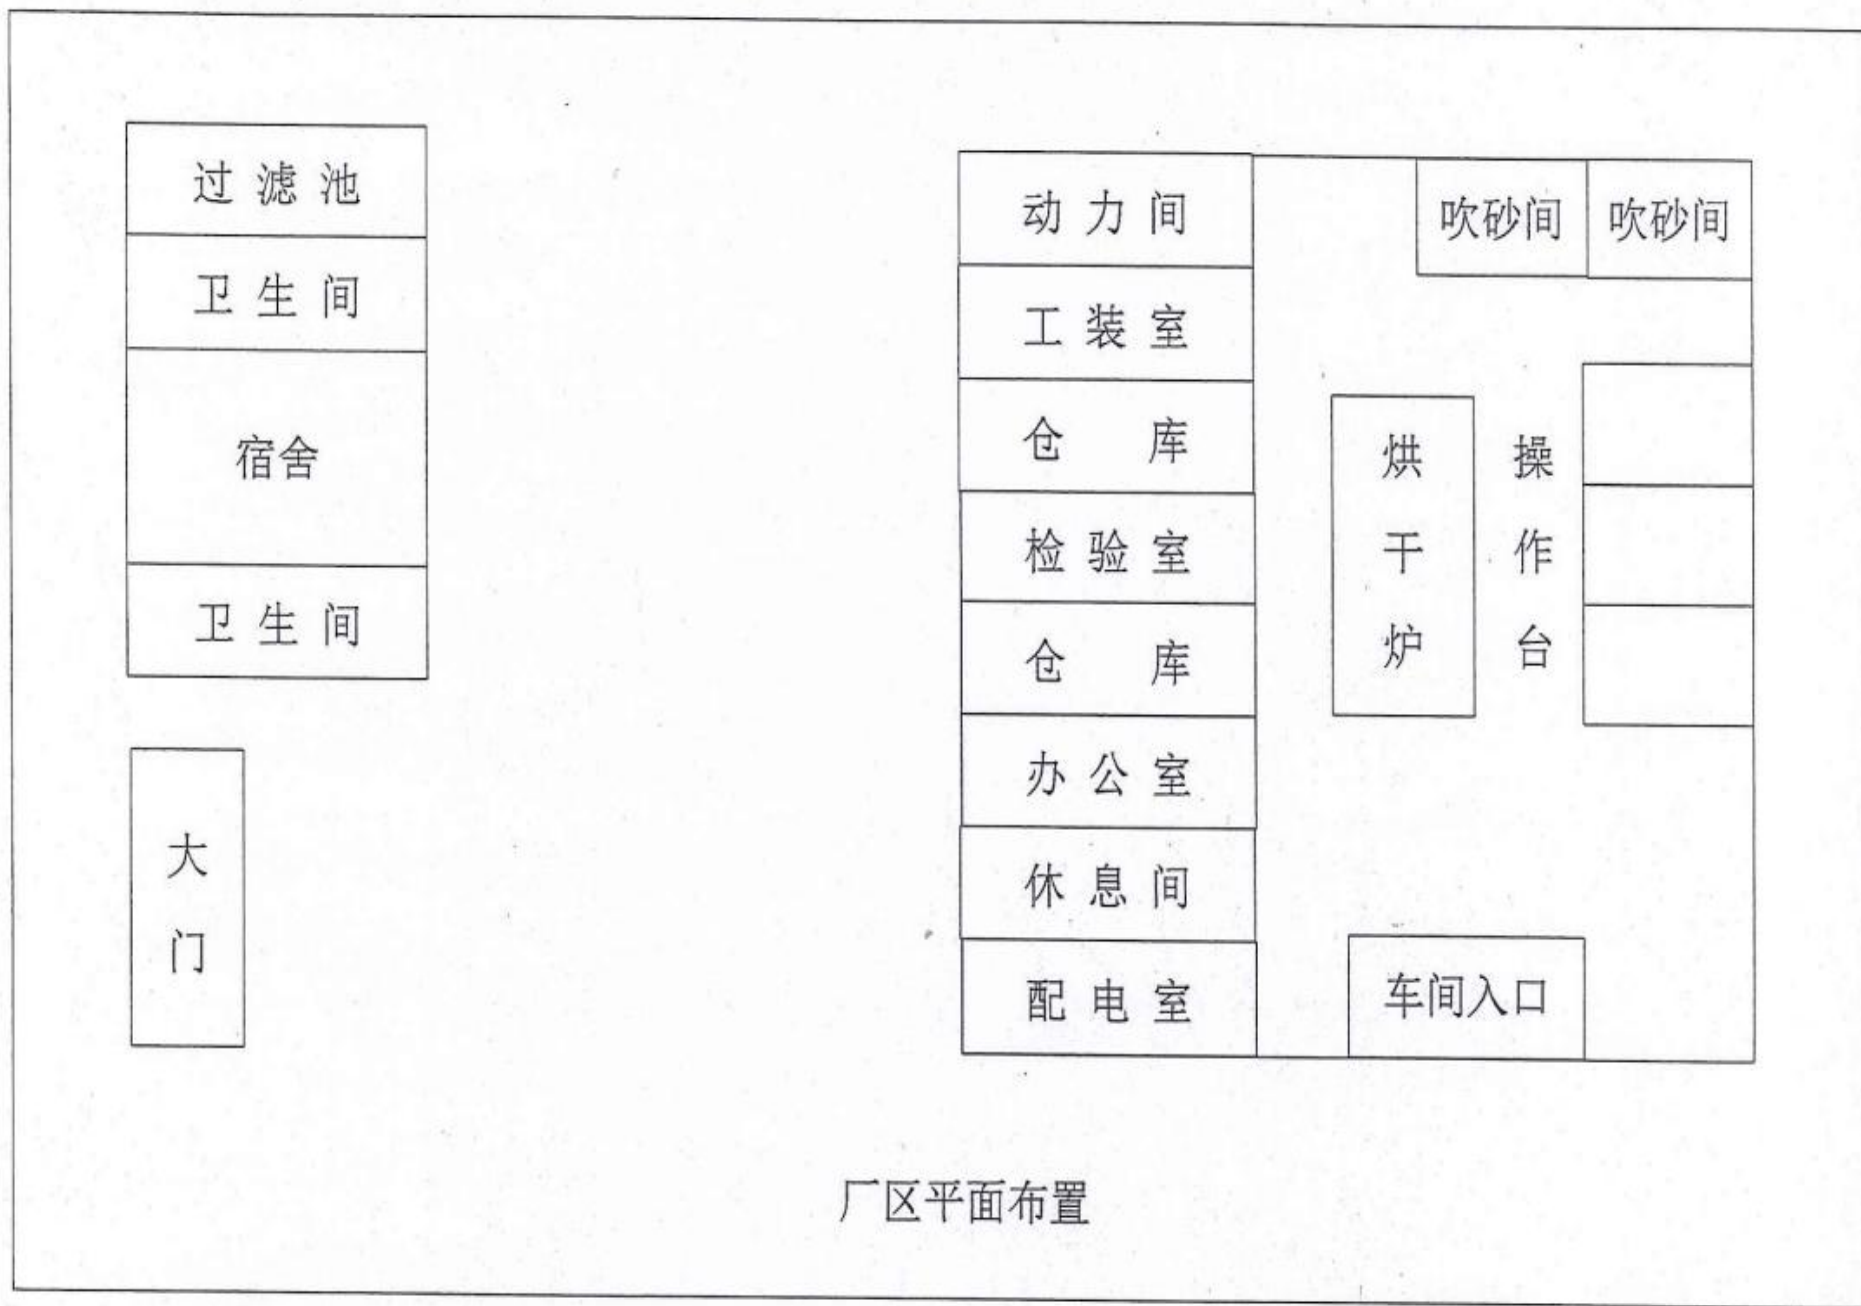 过滤池
卫生间
宿舍
卫生间
大门
动力间
工装室
仓库
检验室
仓库
办公室
休息间
配电室
吹砂间
吹砂间
烘干炉
操作台
车间入口
厂区平面布置